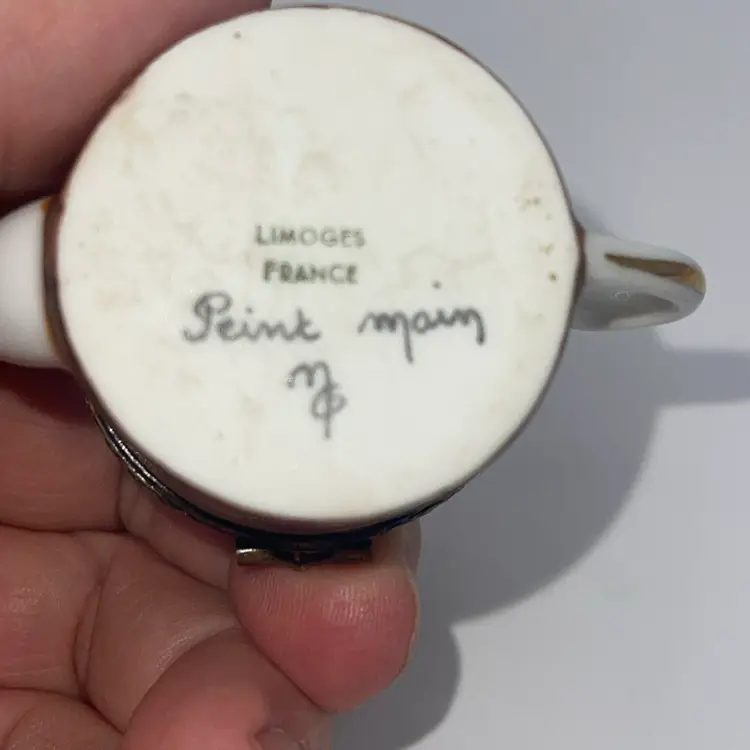 LIMOGES
FRANCE
Peint main